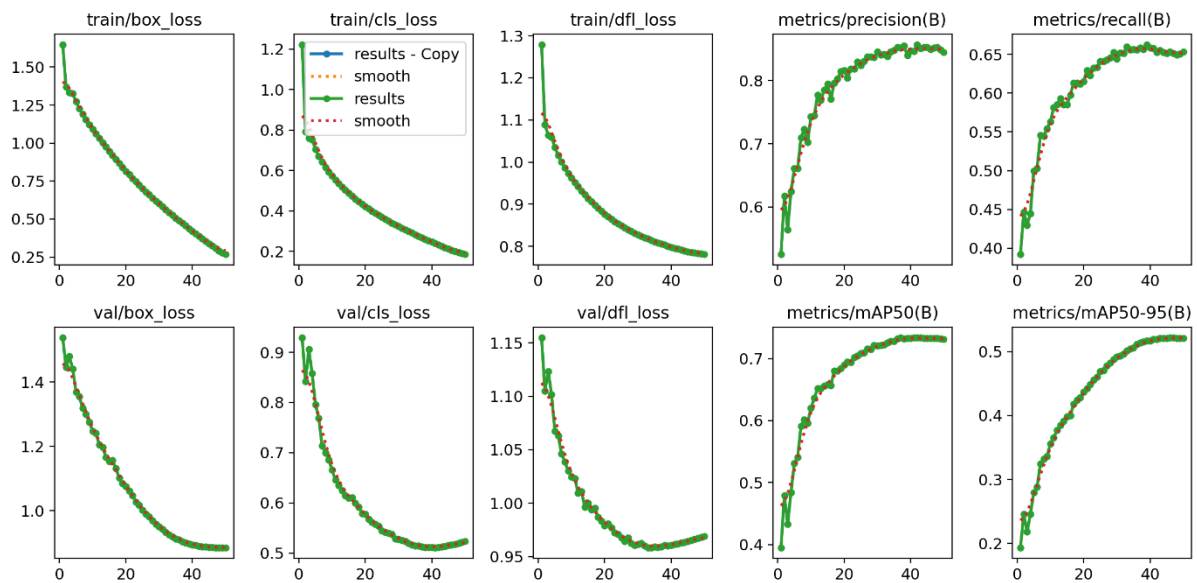 train/box_loss
train/cls_loss
train/dfl_loss
metrics/precision(B)
metrics/recall(B)
1.50
1.25
1.00
0.75
0.50
0.25
0 20 40
1.2
1.0
0.8
0.6
0.4
0.2
0 20 40
results - Copy
smooth
results
smooth
1.3
1.2
1.1
1.0
0.9
0.8
0 20 40
0.8
0.7
0.6
0 20 40
0.65
0.60
0.55
0.50
0.45
0.40
0 20 40
val/box_loss
val/cls_loss
val/dfl_loss
metrics/mAP50(B)
metrics/mAP50-95(B)
1.4
1.2
1.0
0 20 40
0.9
0.8
0.7
0.6
0.5
0 20 40
1.15
1.10
1.05
1.00
0.95
0 20 40
0.7
0.6
0.5
0.4
0 20 40
0.5
0.4
0.3
0.2
0 20 40